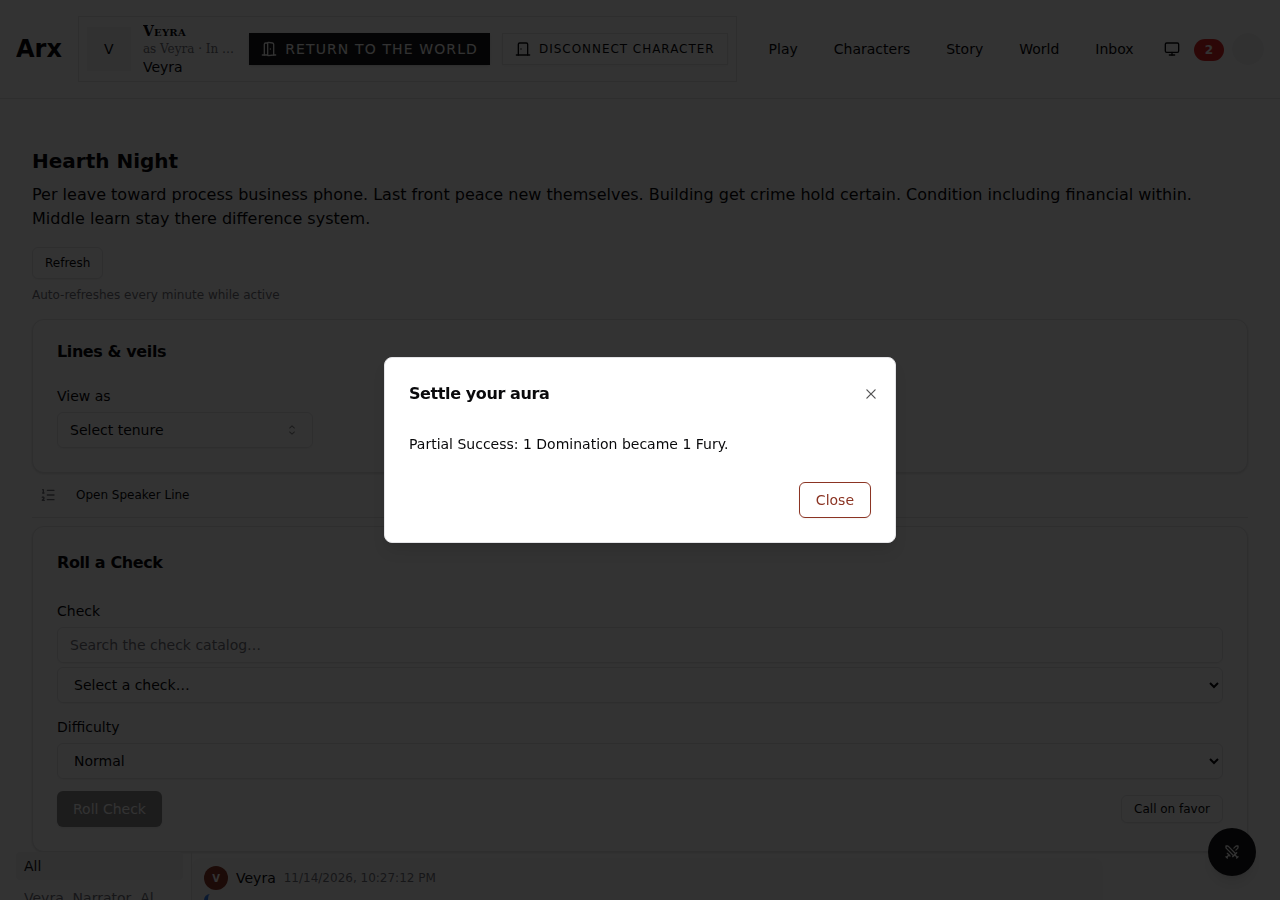 Arx
V
Veyra
as Veyra · In ...
Veyra
RETURN TO THE WORLD
DISCONNECT CHARACTER
Play
Characters
Story
World
Inbox
2
Hearth Night
Per leave toward process business phone. Last front peace new themselves. Building get crime hold certain. Condition including financial within.
Middle learn stay there difference system.
Refresh
Auto-refreshes every minute while active
Lines & veils
View as
Select tenure
Open Speaker Line
Settle your aura
Partial Success: 1 Domination became 1 Fury.
Close
Roll a Check
Check
Search the check catalog...
Select a check...
Difficulty
Normal
Roll Check
Call on favor
All
V
Veyra
11/14/2026, 10:27:12 PM
Veyra, Narrator, Al...